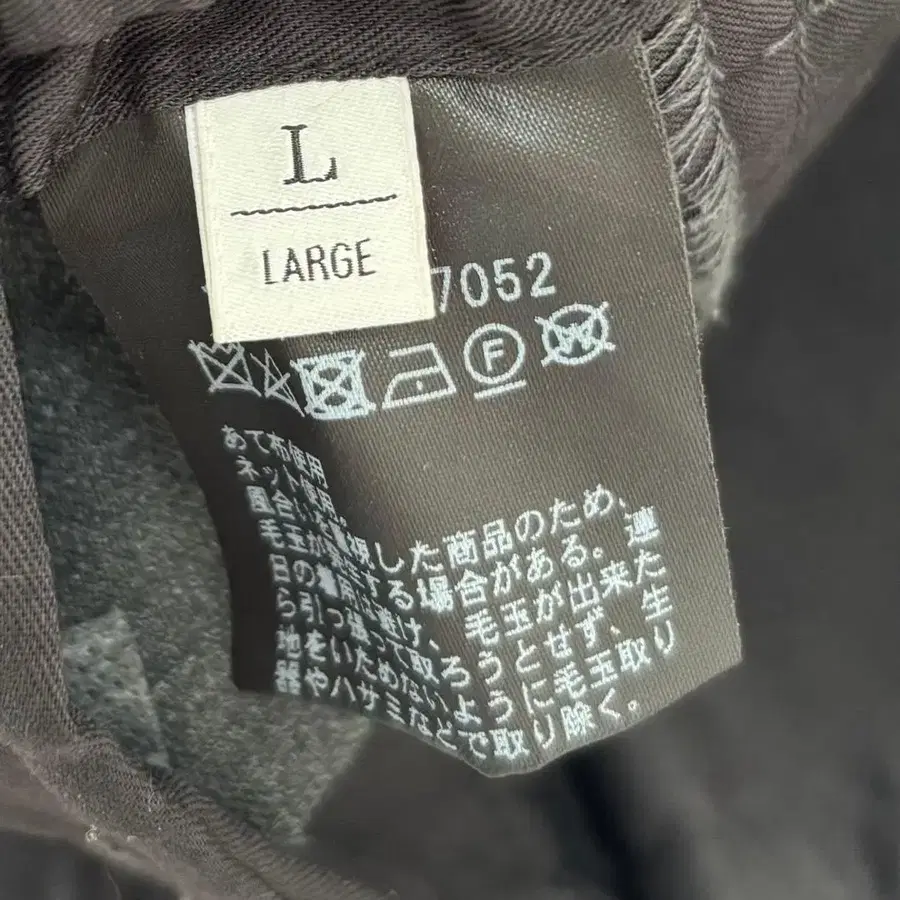 L
LARGE
7052
F
W
あて布使用
ネット使用。
風合いを重視した商品のため、
毛玉が発生する場合がある。連
日の着用は避け、毛玉が出来た
ら引っ張って取ろうとせず、生
地をいためないように毛玉取り
器やハサミなどで取り除く。